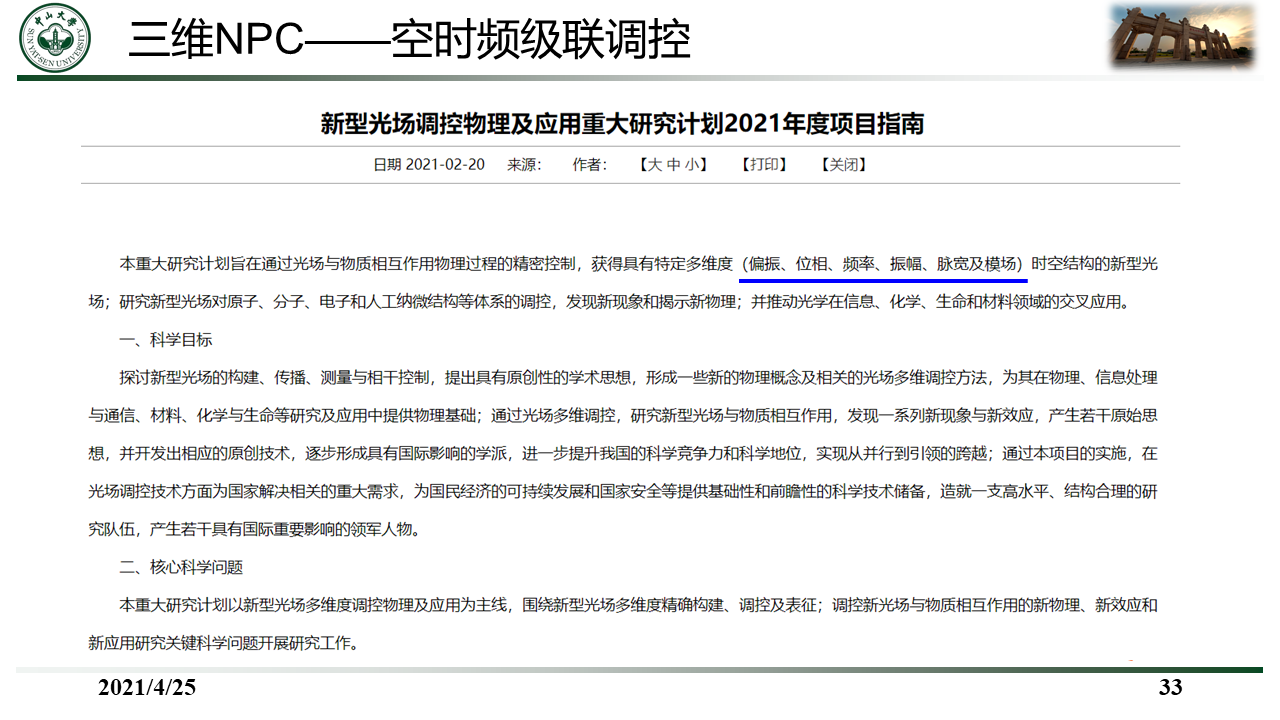 中山大学
SUN YAT-SEN UNIVERSITY
三维NPC——空时频级联调控
新型光场调控物理及应用重大研究计划2021年度项目指南
日期 2021-02-20 来源： 作者： 【大 中 小】 【打印】 【关闭】
本重大研究计划旨在通过光场与物质相互作用物理过程的精密控制，获得具有特定多维度（偏振、位相、频率、振幅、脉宽及模场）时空结构的新型光
场；研究新型光场对原子、分子、电子和人工纳微结构等体系的调控，发现新现象和揭示新物理；并推动光学在信息、化学、生命和材料领域的交叉应用。
一、科学目标
探讨新型光场的构建、传播、测量与相干控制，提出具有原创性的学术思想，形成一些新的物理概念及相关的光场多维调控方法，为其在物理、信息处理
与通信、材料、化学与生命等研究及应用中提供物理基础；通过光场多维调控，研究新型光场与物质相互作用，发现一系列新现象与新效应，产生若干原始思
想，并开发出相应的原创技术，逐步形成具有国际影响的学派，进一步提升我国的科学竞争力和科学地位，实现从并行到引领的跨越；通过本项目的实施，在
光场调控技术方面为国家解决相关的重大需求，为国民经济的可持续发展和国家安全等提供基础性和前瞻性的科学技术储备，造就一支高水平、结构合理的研
究队伍，产生若干具有国际重要影响的领军人物。
二、核心科学问题
本重大研究计划以新型光场多维度调控物理及应用为主线，围绕新型光场多维度精确构建、调控及表征；调控新光场与物质相互作用的新物理、新效应和
新应用研究关键科学问题开展研究工作。
2021/4/25
33